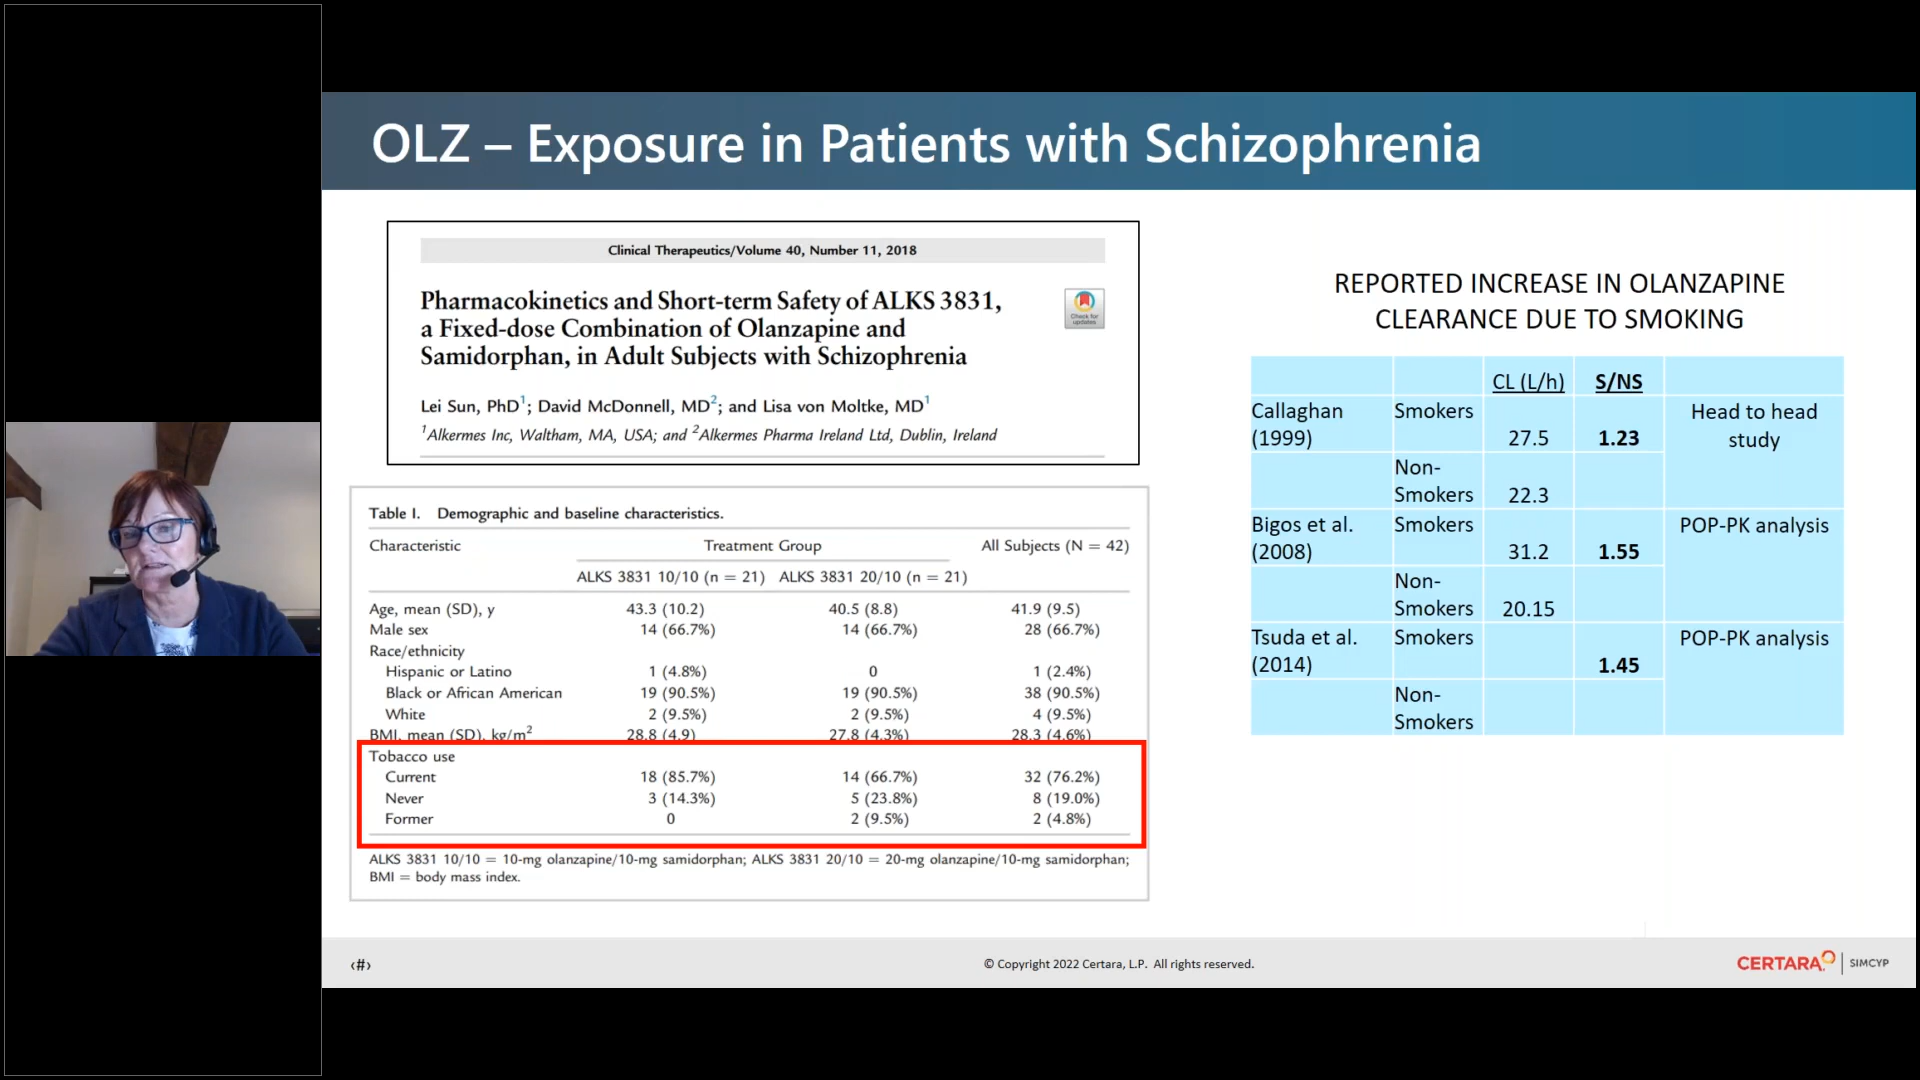 OLZ – Exposure in Patients with Schizophrenia
Clinical Therapeutics/Volume 40, Number 11, 2018
Pharmacokinetics and Short-term Safety of ALKS 3831,
a Fixed-dose Combination of Olanzapine and
Samidorphan, in Adult Subjects with Schizophrenia
Check for
updates
Lei Sun, PhD1; David McDonnell, MD2; and Lisa von Moltke, MD1
1Alkermes Inc, Waltham, MA, USA; and 2Alkermes Pharma Ireland Ltd, Dublin, Ireland
Table I. Demographic and baseline characteristics.
Characteristic Treatment Group All Subjects (N = 42)
ALKS 3831 10/10 (n = 21) ALKS 3831 20/10 (n = 21)
Age, mean (SD), y 43.3 (10.2) 40.5 (8.8) 41.9 (9.5)
Male sex 14 (66.7%) 14 (66.7%) 28 (66.7%)
Race/ethnicity
Hispanic or Latino 1 (4.8%) 0 1 (2.4%)
Black or African American 19 (90.5%) 19 (90.5%) 38 (90.5%)
White 2 (9.5%) 2 (9.5%) 4 (9.5%)
BMI, mean (SD), kg/m2 28.8 (4.9) 27.8 (4.3%) 28.3 (4.6%)
Tobacco use
Current 18 (85.7%) 14 (66.7%) 32 (76.2%)
Never 3 (14.3%) 5 (23.8%) 8 (19.0%)
Former 0 2 (9.5%) 2 (4.8%)
ALKS 3831 10/10 = 10-mg olanzapine/10-mg samidorphan; ALKS 3831 20/10 = 20-mg olanzapine/10-mg samidorphan;
BMI = body mass index.
REPORTED INCREASE IN OLANZAPINE
CLEARANCE DUE TO SMOKING
CL (L/h) S/NS
Callaghan Smokers Head to head
(1999) 27.5 1.23 study
Non-
Smokers 22.3
Bigos et al. Smokers POP-PK analysis
(2008) 31.2 1.55
Non-
Smokers 20.15
Tsuda et al. Smokers POP-PK analysis
(2014) 1.45
Non-
Smokers
‹#›
© Copyright 2022 Certara, L.P. All rights reserved.
CERTARA | SIMCYP